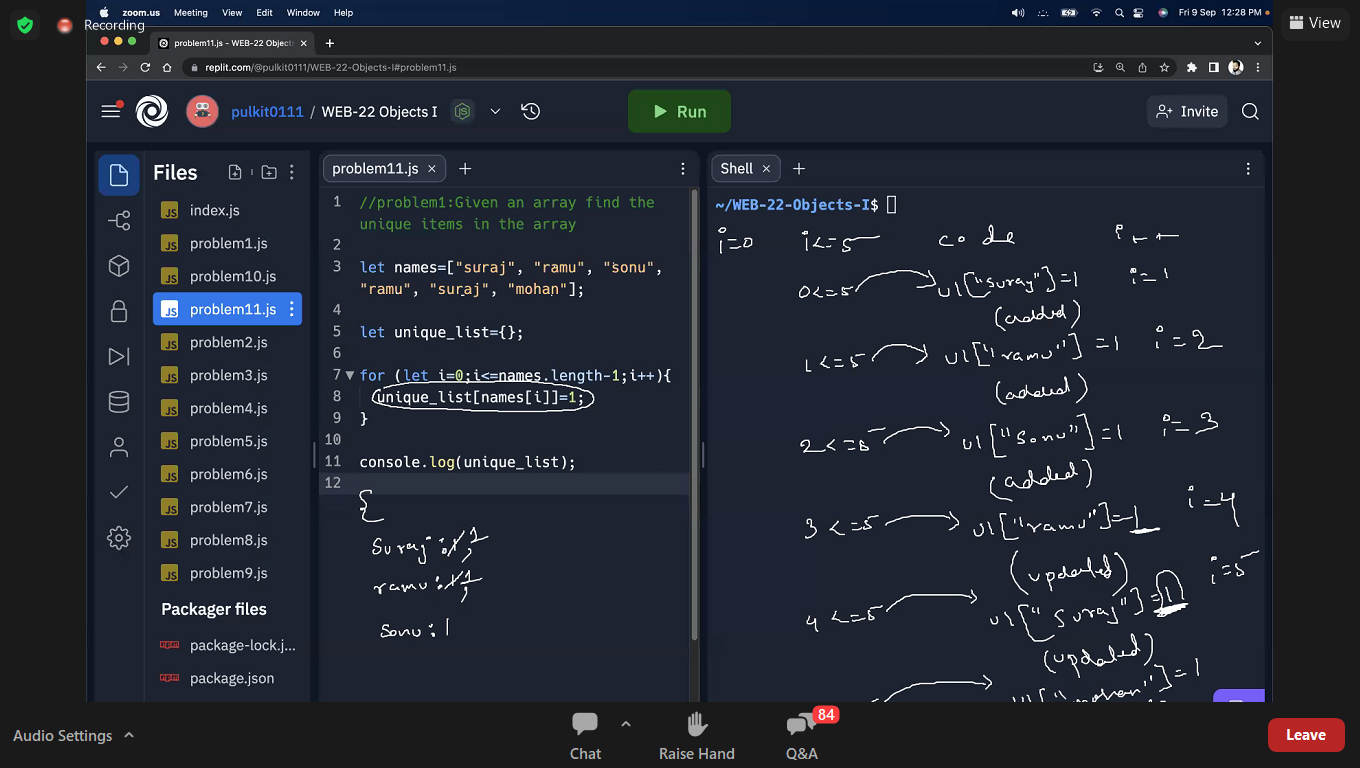 zoom.us Meeting View Edit Window Help
Fri 9 Sep 12:28 PM
Recording
View
problem11.js - WEB-22 Objects
replit.com/@pulkit0111/WEB-22-Objects-I#problem11.js
pulkit0111 / WEB-22 Objects I
Run
Invite
Files
index.js
problem1.js
problem10.js
problem11.js
problem2.js
problem3.js
problem4.js
problem5.js
problem6.js
problem7.js
problem8.js
problem9.js
Packager files
package-lock.j...
package.json
problem11.js
1 //problem1:Given an array find the
unique items in the array
2
3 let names=["suraj", "ramu", "sonu",
"ramu", "suraj", "mohan"];
4
5 let unique_list={};
6
7 for (let i=0;i<=names.length-1;i++){
8 unique_list[names[i]]=1;
9 }
10
11 console.log(unique_list);
12
{
suraj:1,
ramu:1,
sonu:1
Shell
~/WEB-22-Objects-I$
i=0 i<=5 code i++
0<=5 ul["suraj"]=1 i=1
(added)
1<=5 ul["ramu"]=1 i=2
(added)
2<=5 ul["sonu"]=1 i=3
(added)
3<=5 ul["ramu"]=1 i=4
(updated) i=5
4<=5 ul["suraj"]=1
(updated)
ul["mohan"]=1
Audio Settings
Chat
Raise Hand
84
Q&A
Leave